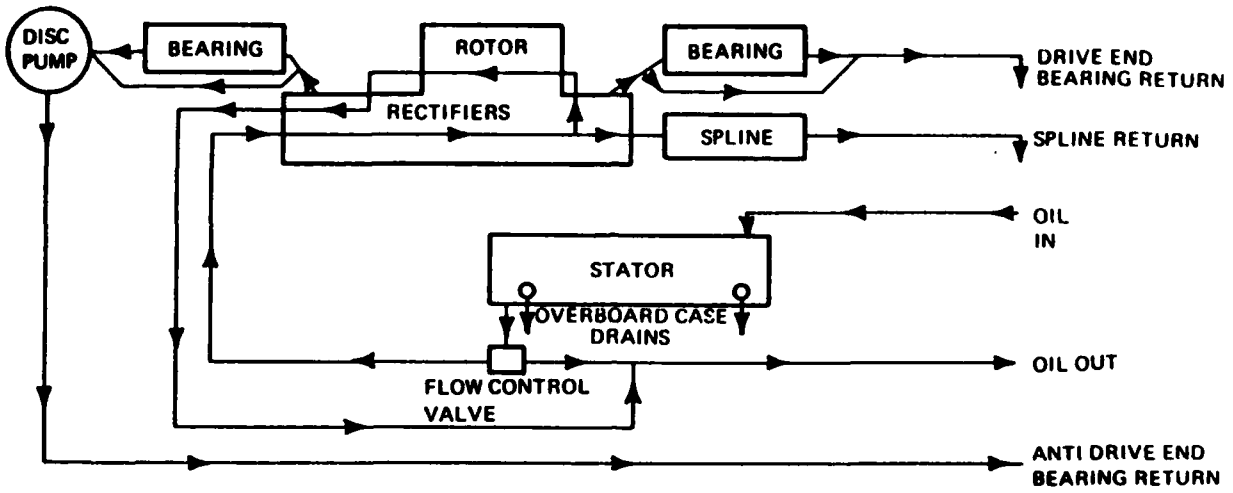 DISC
PUMP
BEARING
ROTOR
BEARING
DRIVE END
BEARING RETURN
RECTIFIERS
SPLINE
SPLINE RETURN
OIL
IN
STATOR
OVERBOARD CASE
DRAINS
OIL OUT
FLOW CONTROL
VALVE
ANTI DRIVE END
BEARING RETURN